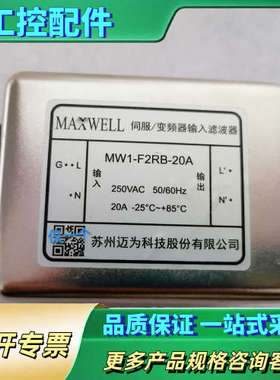 工控配件
MAXWELL 伺服/变频器输入滤波器
MW1-F2RB-20A
G L
N
输入
250VAC 50/60Hz
20A -25℃~+85℃
输出
L'
N'
苏州迈为科技股份有限公司
开专票
品质保证 一站式采
更多产品规格咨询客